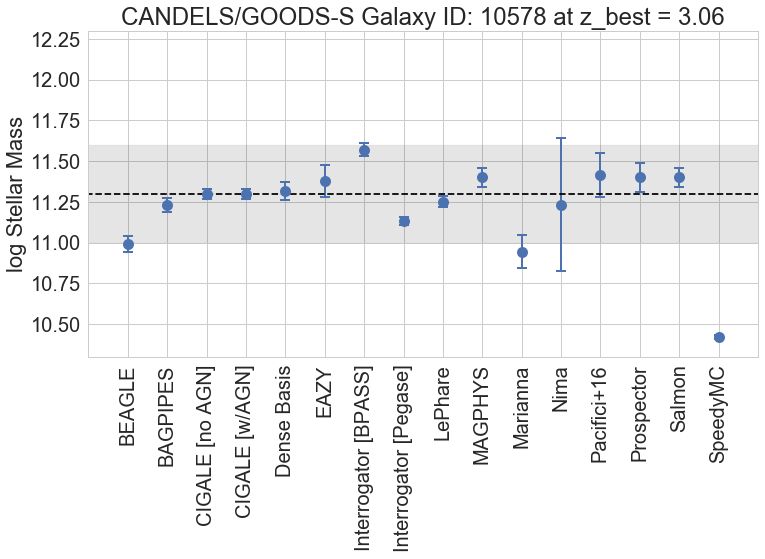 CANDELS/GOODS-S Galaxy ID: 10578 at z_best = 3.06
log Stellar Mass
12.25
12.00
11.75
11.50
11.25
11.00
10.75
10.50
BEAGLE
BAGPIPES
CIGALE [no AGN]
CIGALE [w/AGN]
Dense Basis
EAZY
Interrogator [BPASS]
Interrogator [Pegase]
LePhare
MAGPHYS
Marianna
Nima
Pacifici+16
Prospector
Salmon
SpeedyMC